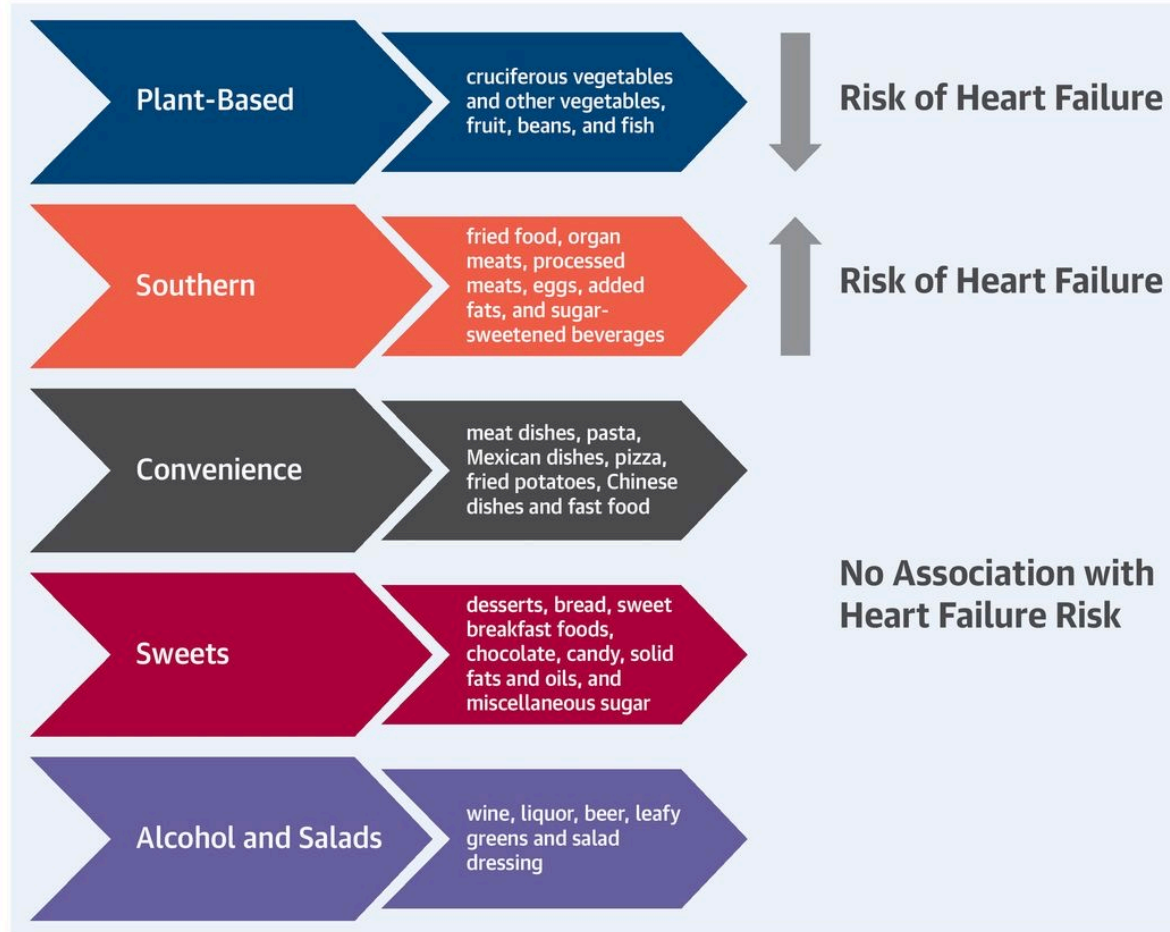 Plant-Based
cruciferous vegetables
and other vegetables,
fruit, beans, and fish
Risk of Heart Failure
Southern
fried food, organ
meats, processed
meats, eggs, added
fats, and sugar-
sweetened beverages
Risk of Heart Failure
Convenience
meat dishes, pasta,
Mexican dishes, pizza,
fried potatoes, Chinese
dishes and fast food
No Association with
Heart Failure Risk
Sweets
desserts, bread, sweet
breakfast foods,
chocolate, candy, solid
fats and oils, and
miscellaneous sugar
Alcohol and Salads
wine, liquor, beer, leafy
greens and salad
dressing